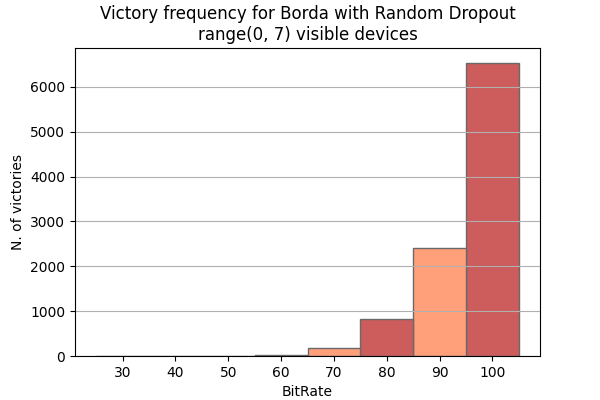 Victory frequency for Borda with Random Dropout
range(0, 7) visible devices
6000
5000
4000
3000
2000
1000
0
N. of victories
30 40 50 60 70 80 90 100
BitRate